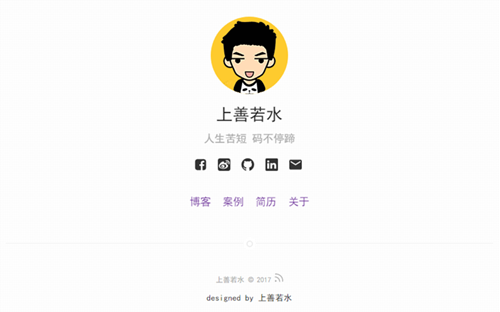 上善若水
人生苦短 码不停蹄
博客 案例 简历 关于
上善若水 © 2017
designed by 上善若水